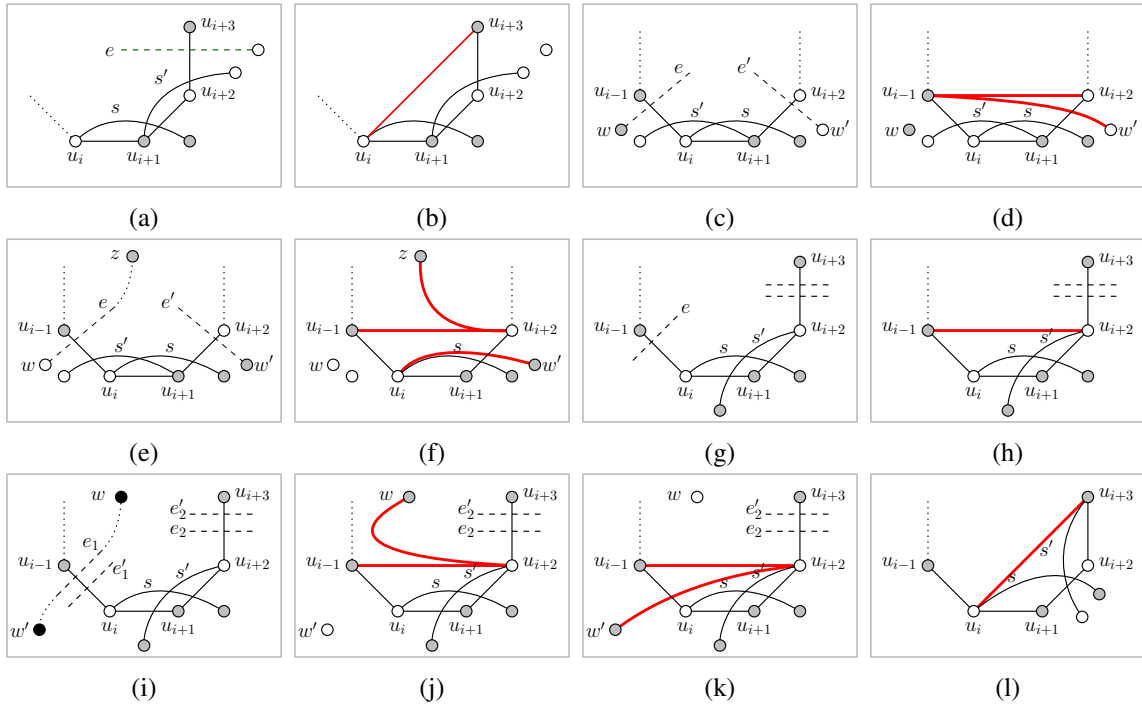 u_{i+3}
e
s'
s
u_{i+2}
u_i
u_{i+1}
(a)
u_{i+3}
u_{i+2}
u_i
u_{i+1}
(b)
e
e'
u_{i-1}
u_{i+2}
w
s'
s
w'
u_i
u_{i+1}
(c)
u_{i-1}
u_{i+2}
w
s'
s
w'
u_i
u_{i+1}
(d)
z
e
e'
u_{i-1}
u_{i+2}
w
s'
s
w'
u_i
u_{i+1}
(e)
z
u_{i-1}
u_{i+2}
w
s
w'
u_i
u_{i+1}
(f)
u_{i+3}
e
u_{i-1}
u_{i+2}
s
s'
u_i
u_{i+1}
(g)
u_{i+3}
u_{i-1}
u_{i+2}
s
s'
u_i
u_{i+1}
(h)
w
u_{i+3}
e'_2
e_2
e_1
u_{i-1}
e'_1
s
s'
u_{i+2}
w'
u_i
u_{i+1}
(i)
w
u_{i+3}
e'_2
e_2
u_{i-1}
s
s'
u_{i+2}
w'
u_i
u_{i+1}
(j)
w
u_{i+3}
e'_2
e_2
u_{i-1}
s
s'
u_{i+2}
w'
u_i
u_{i+1}
(k)
u_{i+3}
s'
u_{i-1}
s
u_{i+2}
u_i
u_{i+1}
(l)